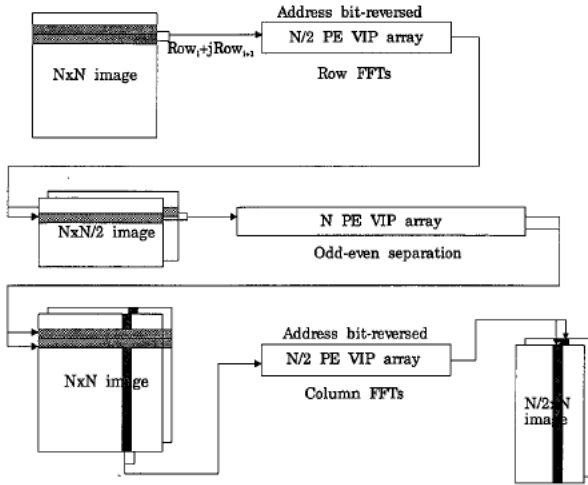 Address bit-reversed
N/2 PE VIP array
Row_i+jRow_{i+1}
NxN image
Row FFTs
NxN/2 image
N PE VIP array
Odd-even separation
Address bit-reversed
N/2 PE VIP array
NxN image
Column FFTs
N/2xN
image